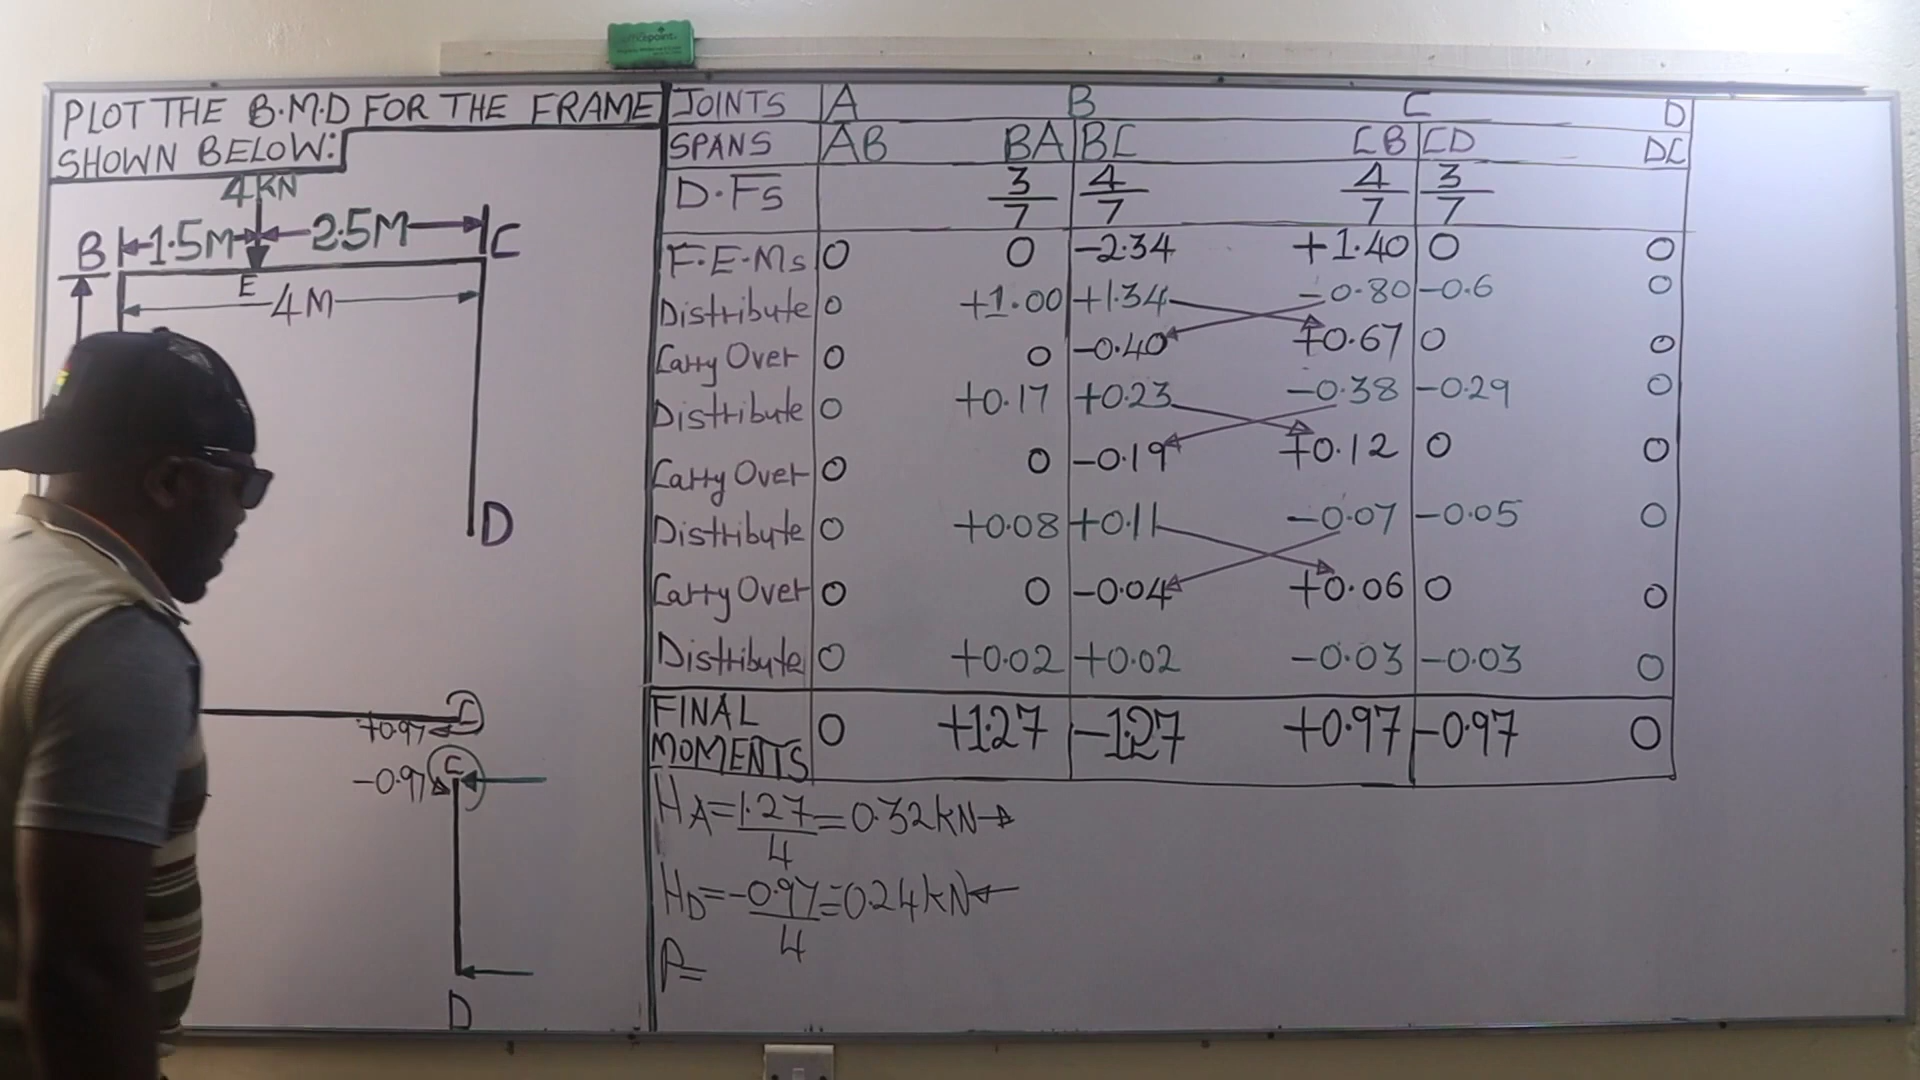 PLOT THE B.M.D FOR THE FRAME
SHOWN BELOW:
4KN
B 1.5M 2.5M C
E
4M
D
C
+0.97
C
-0.97
D
JOINTS A B C D
SPANS AB BA BC CB CD DC
D.Fs 3/7 4/7 4/7 3/7
F.E.Ms 0 0 -2.34 +1.40 0 0
Distribute 0 +1.00 +1.34 -0.80 -0.6 0
Carry Over 0 0 -0.40 +0.67 0 0
Distribute 0 +0.17 +0.23 -0.38 -0.29 0
Carry Over 0 0 -0.19 +0.12 0 0
Distribute 0 +0.08 +0.11 -0.07 -0.05 0
Carry Over 0 0 -0.04 +0.06 0 0
Distribute 0 +0.02 +0.02 -0.03 -0.03 0
FINAL
MOMENTS 0 +1.27 -1.27 +0.97 -0.97 0
HA=1.27/4=0.32KN→
HD=-0.97/4=0.24KN←
P=